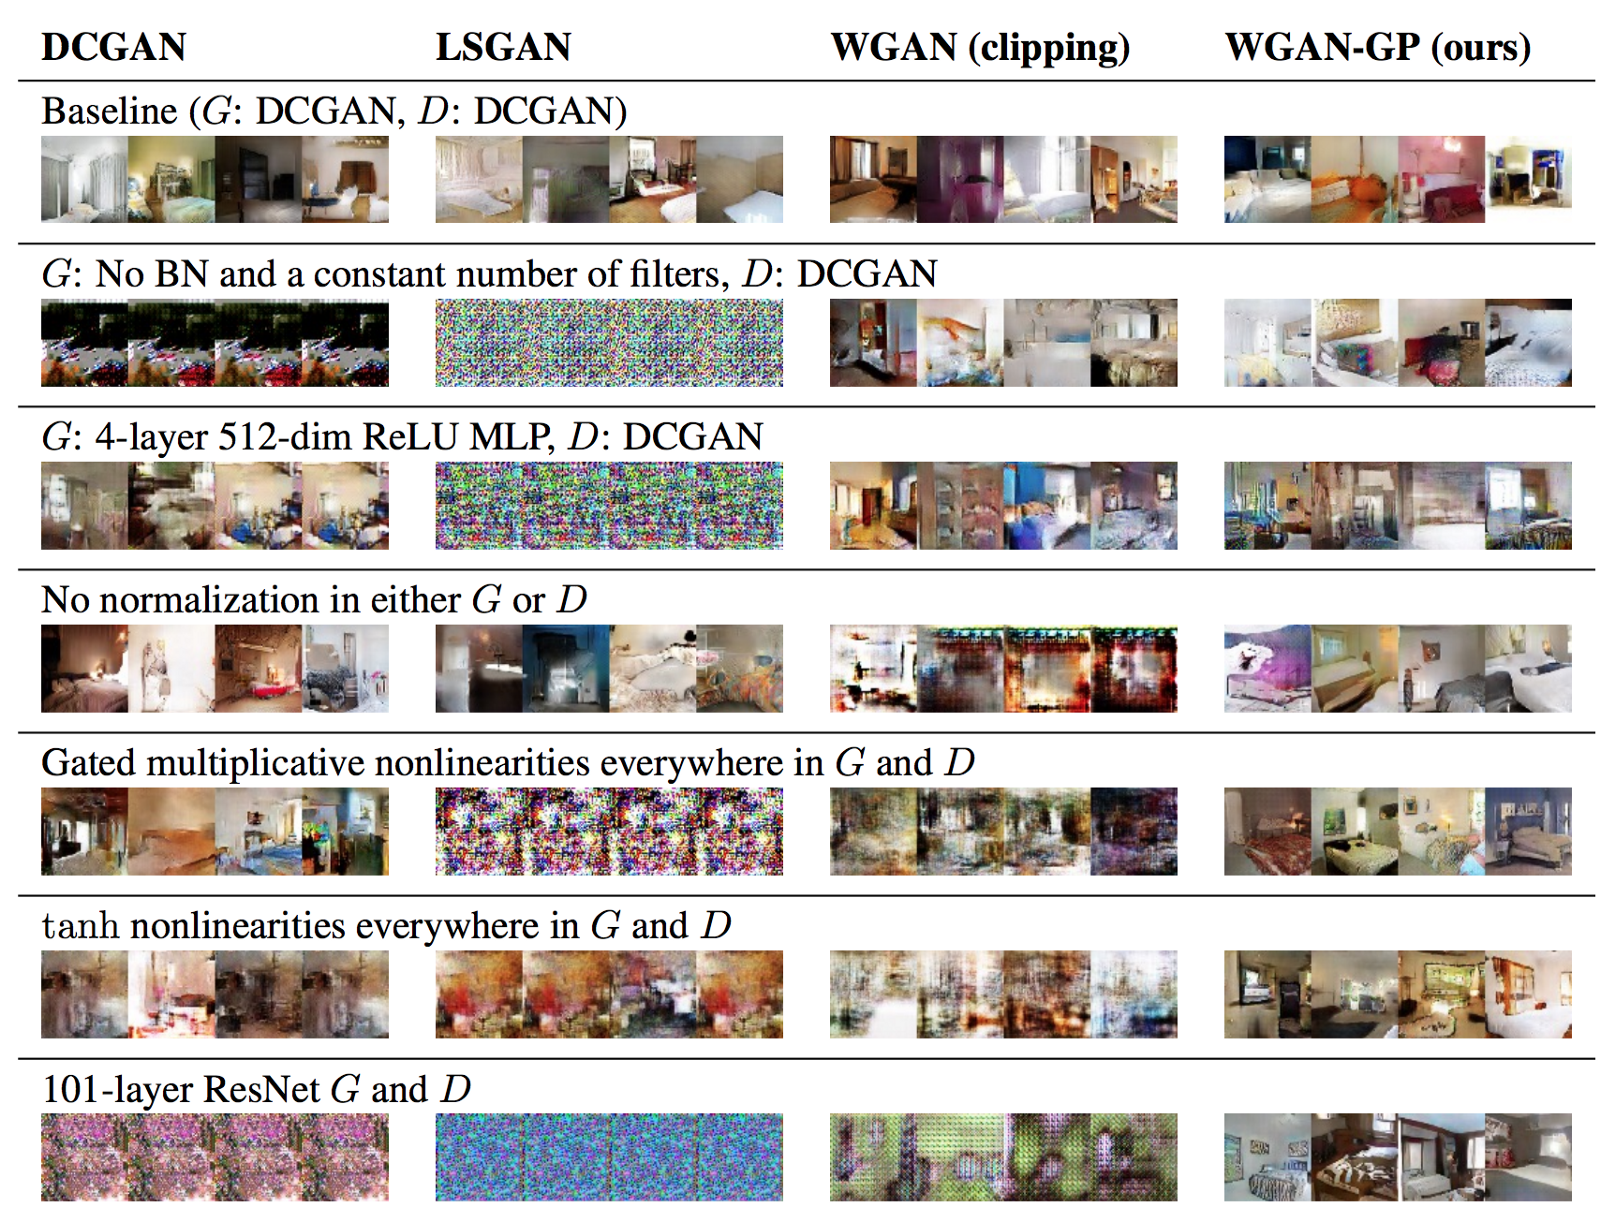 DCGAN LSGAN WGAN (clipping) WGAN-GP (ours)
Baseline (G: DCGAN, D: DCGAN)
G: No BN and a constant number of filters, D: DCGAN
G: 4-layer 512-dim ReLU MLP, D: DCGAN
No normalization in either G or D
Gated multiplicative nonlinearities everywhere in G and D
tanh nonlinearities everywhere in G and D
101-layer ResNet G and D